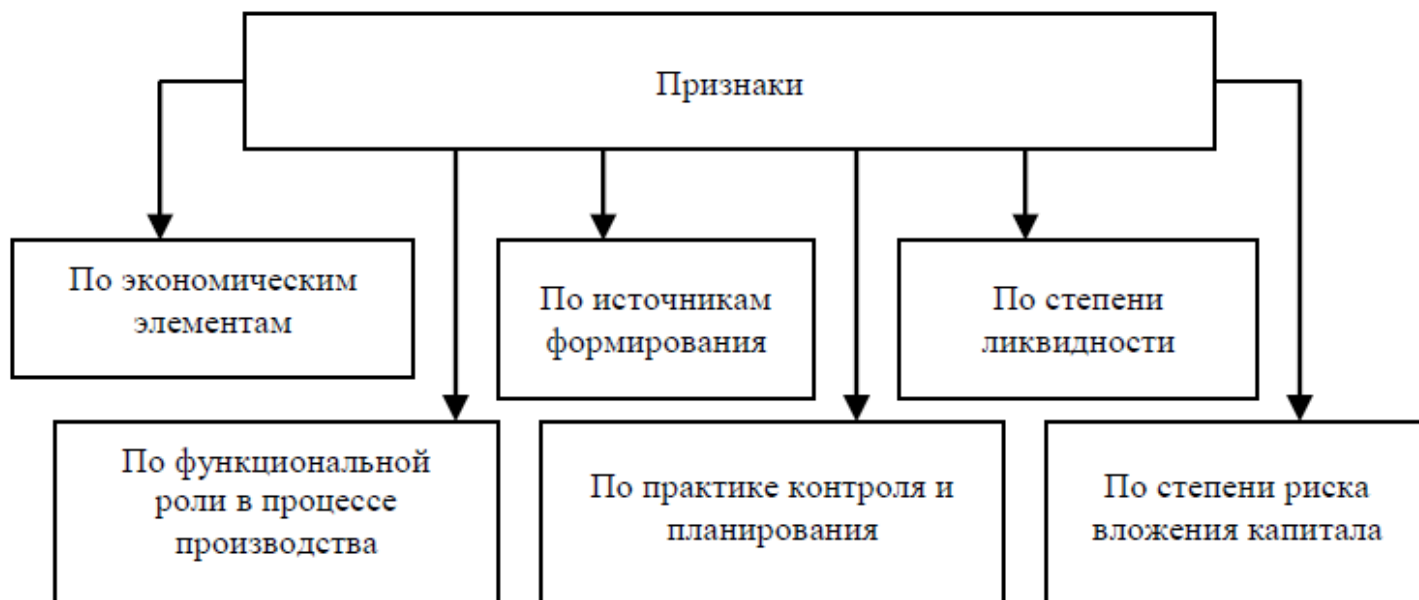 Признаки
По экономическим
элементам
По источникам
формирования
По степени
ликвидности
По функциональной
роли в процессе
производства
По практике контроля и
планирования
По степени риска
вложения капитала